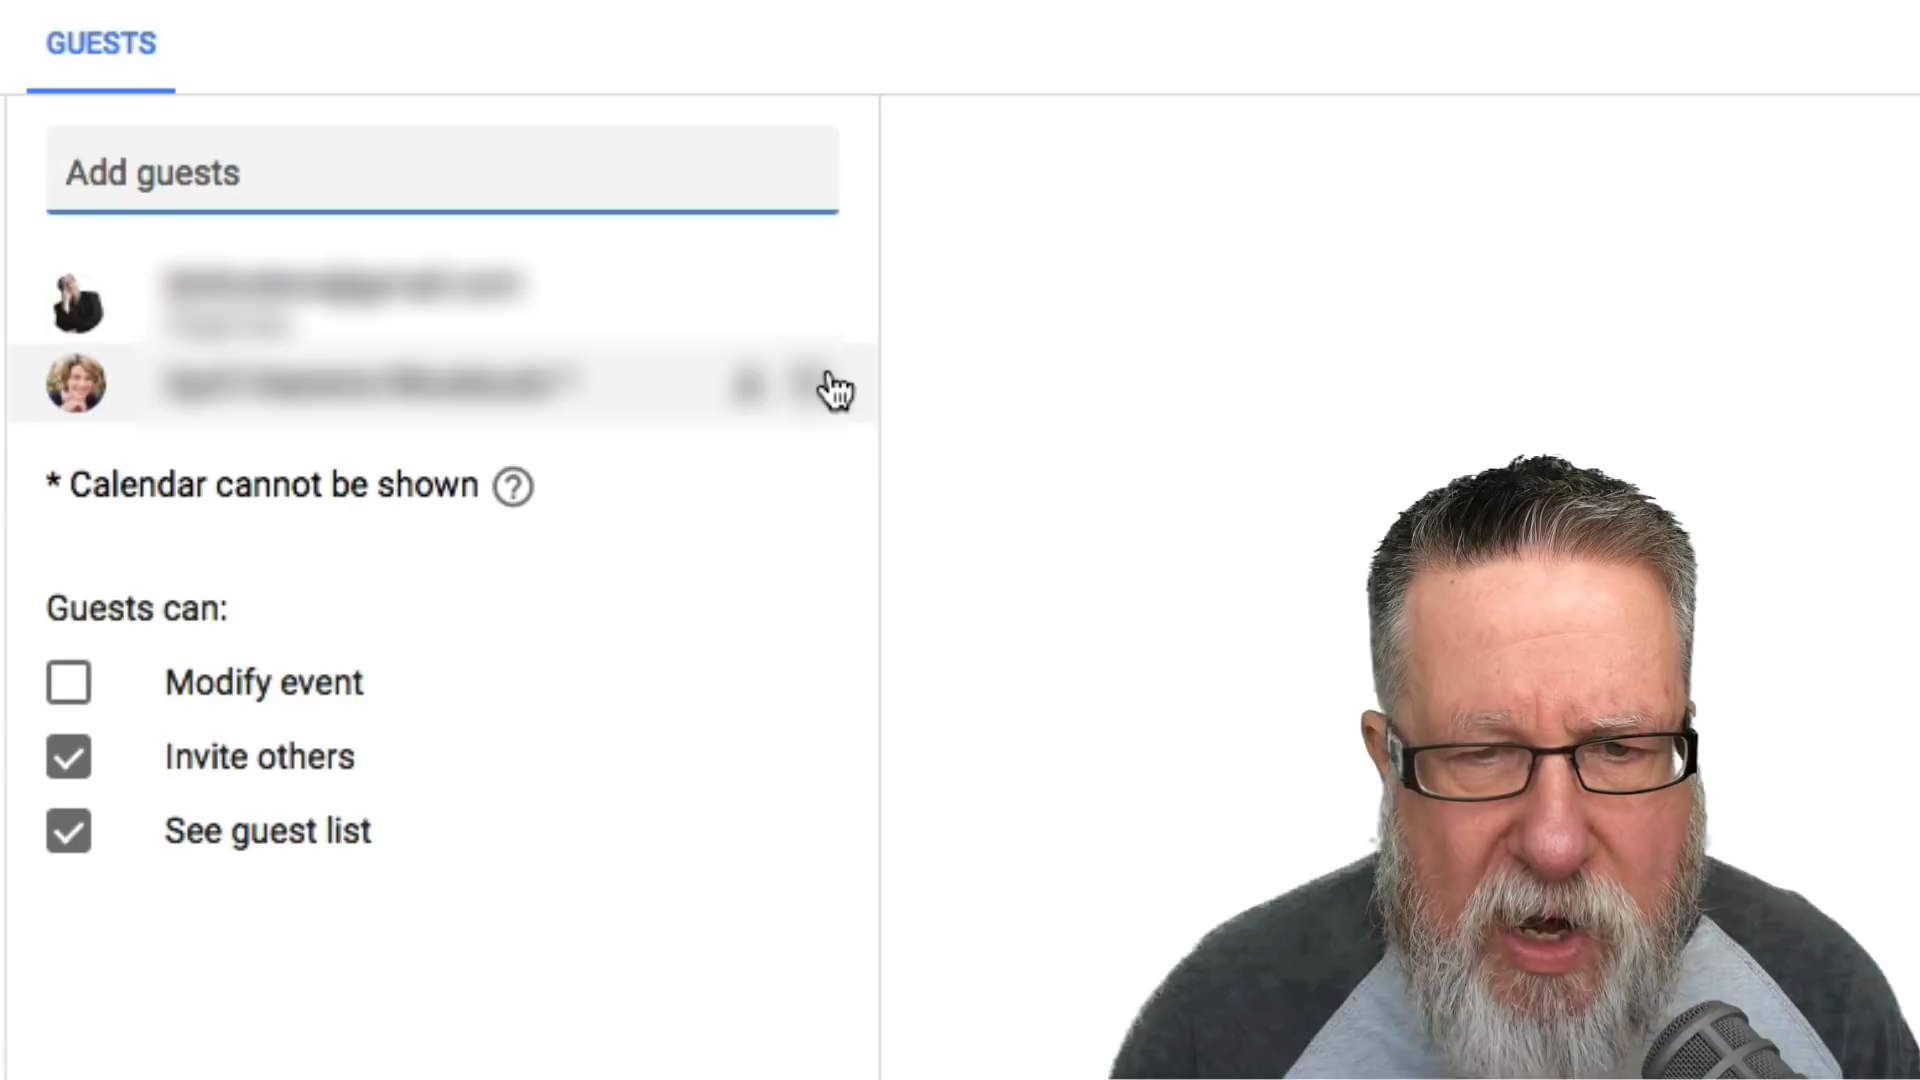 GUESTS
Add guests
* Calendar cannot be shown ?
Guests can:
Modify event
Invite others
See guest list